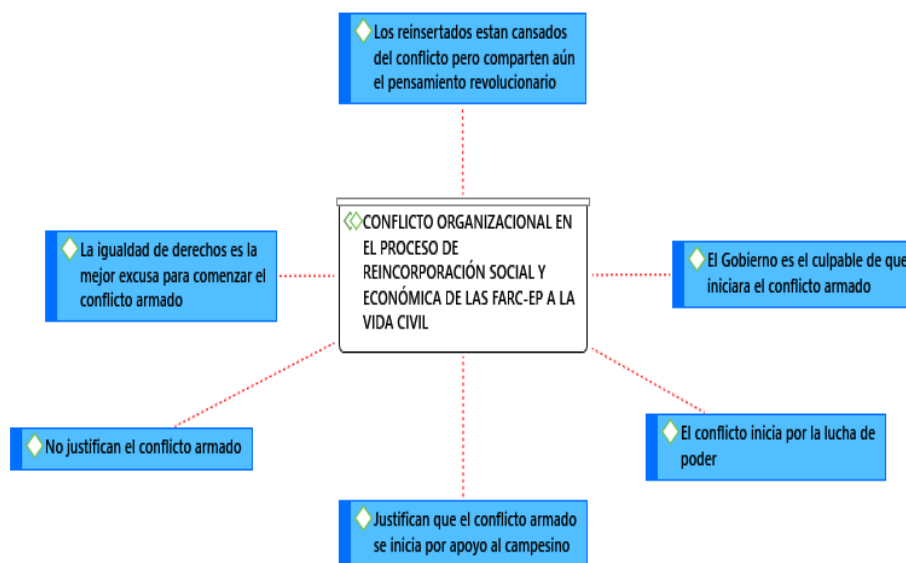 Los reinsertados estan cansados
del conflicto pero comparten aún
el pensamiento revolucionario
CONFLICTO ORGANIZACIONAL EN
EL PROCESO DE
REINCORPORACIÓN SOCIAL Y
ECONÓMICA DE LAS FARC-EP A LA
VIDA CIVIL
La igualdad de derechos es la
mejor excusa para comenzar el
conflicto armado
El Gobierno es el culpable de que
iniciara el conflicto armado
No justifican el conflicto armado
El conflicto inicia por la lucha de
poder
Justifican que el conflicto armado
se inicia por apoyo al campesino